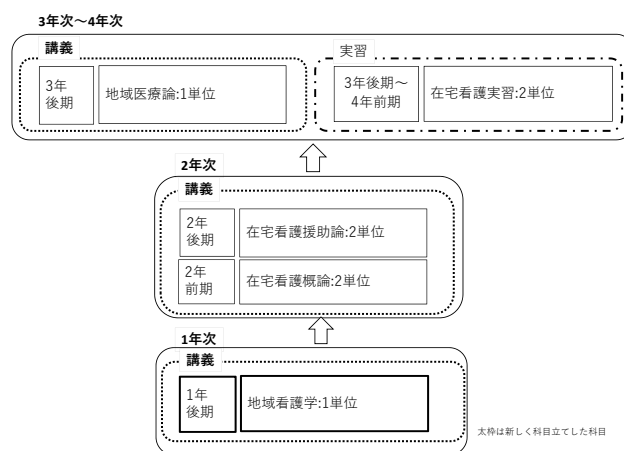 3年次～4年次
講義
3年
後期
地域医療論:1単位
実習
3年後期～
4年前期
在宅看護実習:2単位
2年次
講義
2年
後期
在宅看護援助論:2単位
2年
前期
在宅看護概論:2単位
1年次
講義
1年
後期
地域看護学:1単位
太枠は新しく科目立てした科目